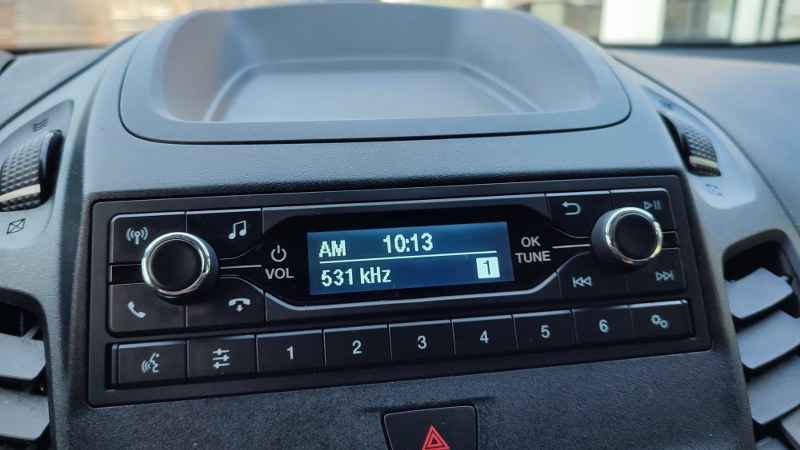 AM 10:13
531 kHz 1
VOL
OK
TUNE
1 2 3 4 5 6